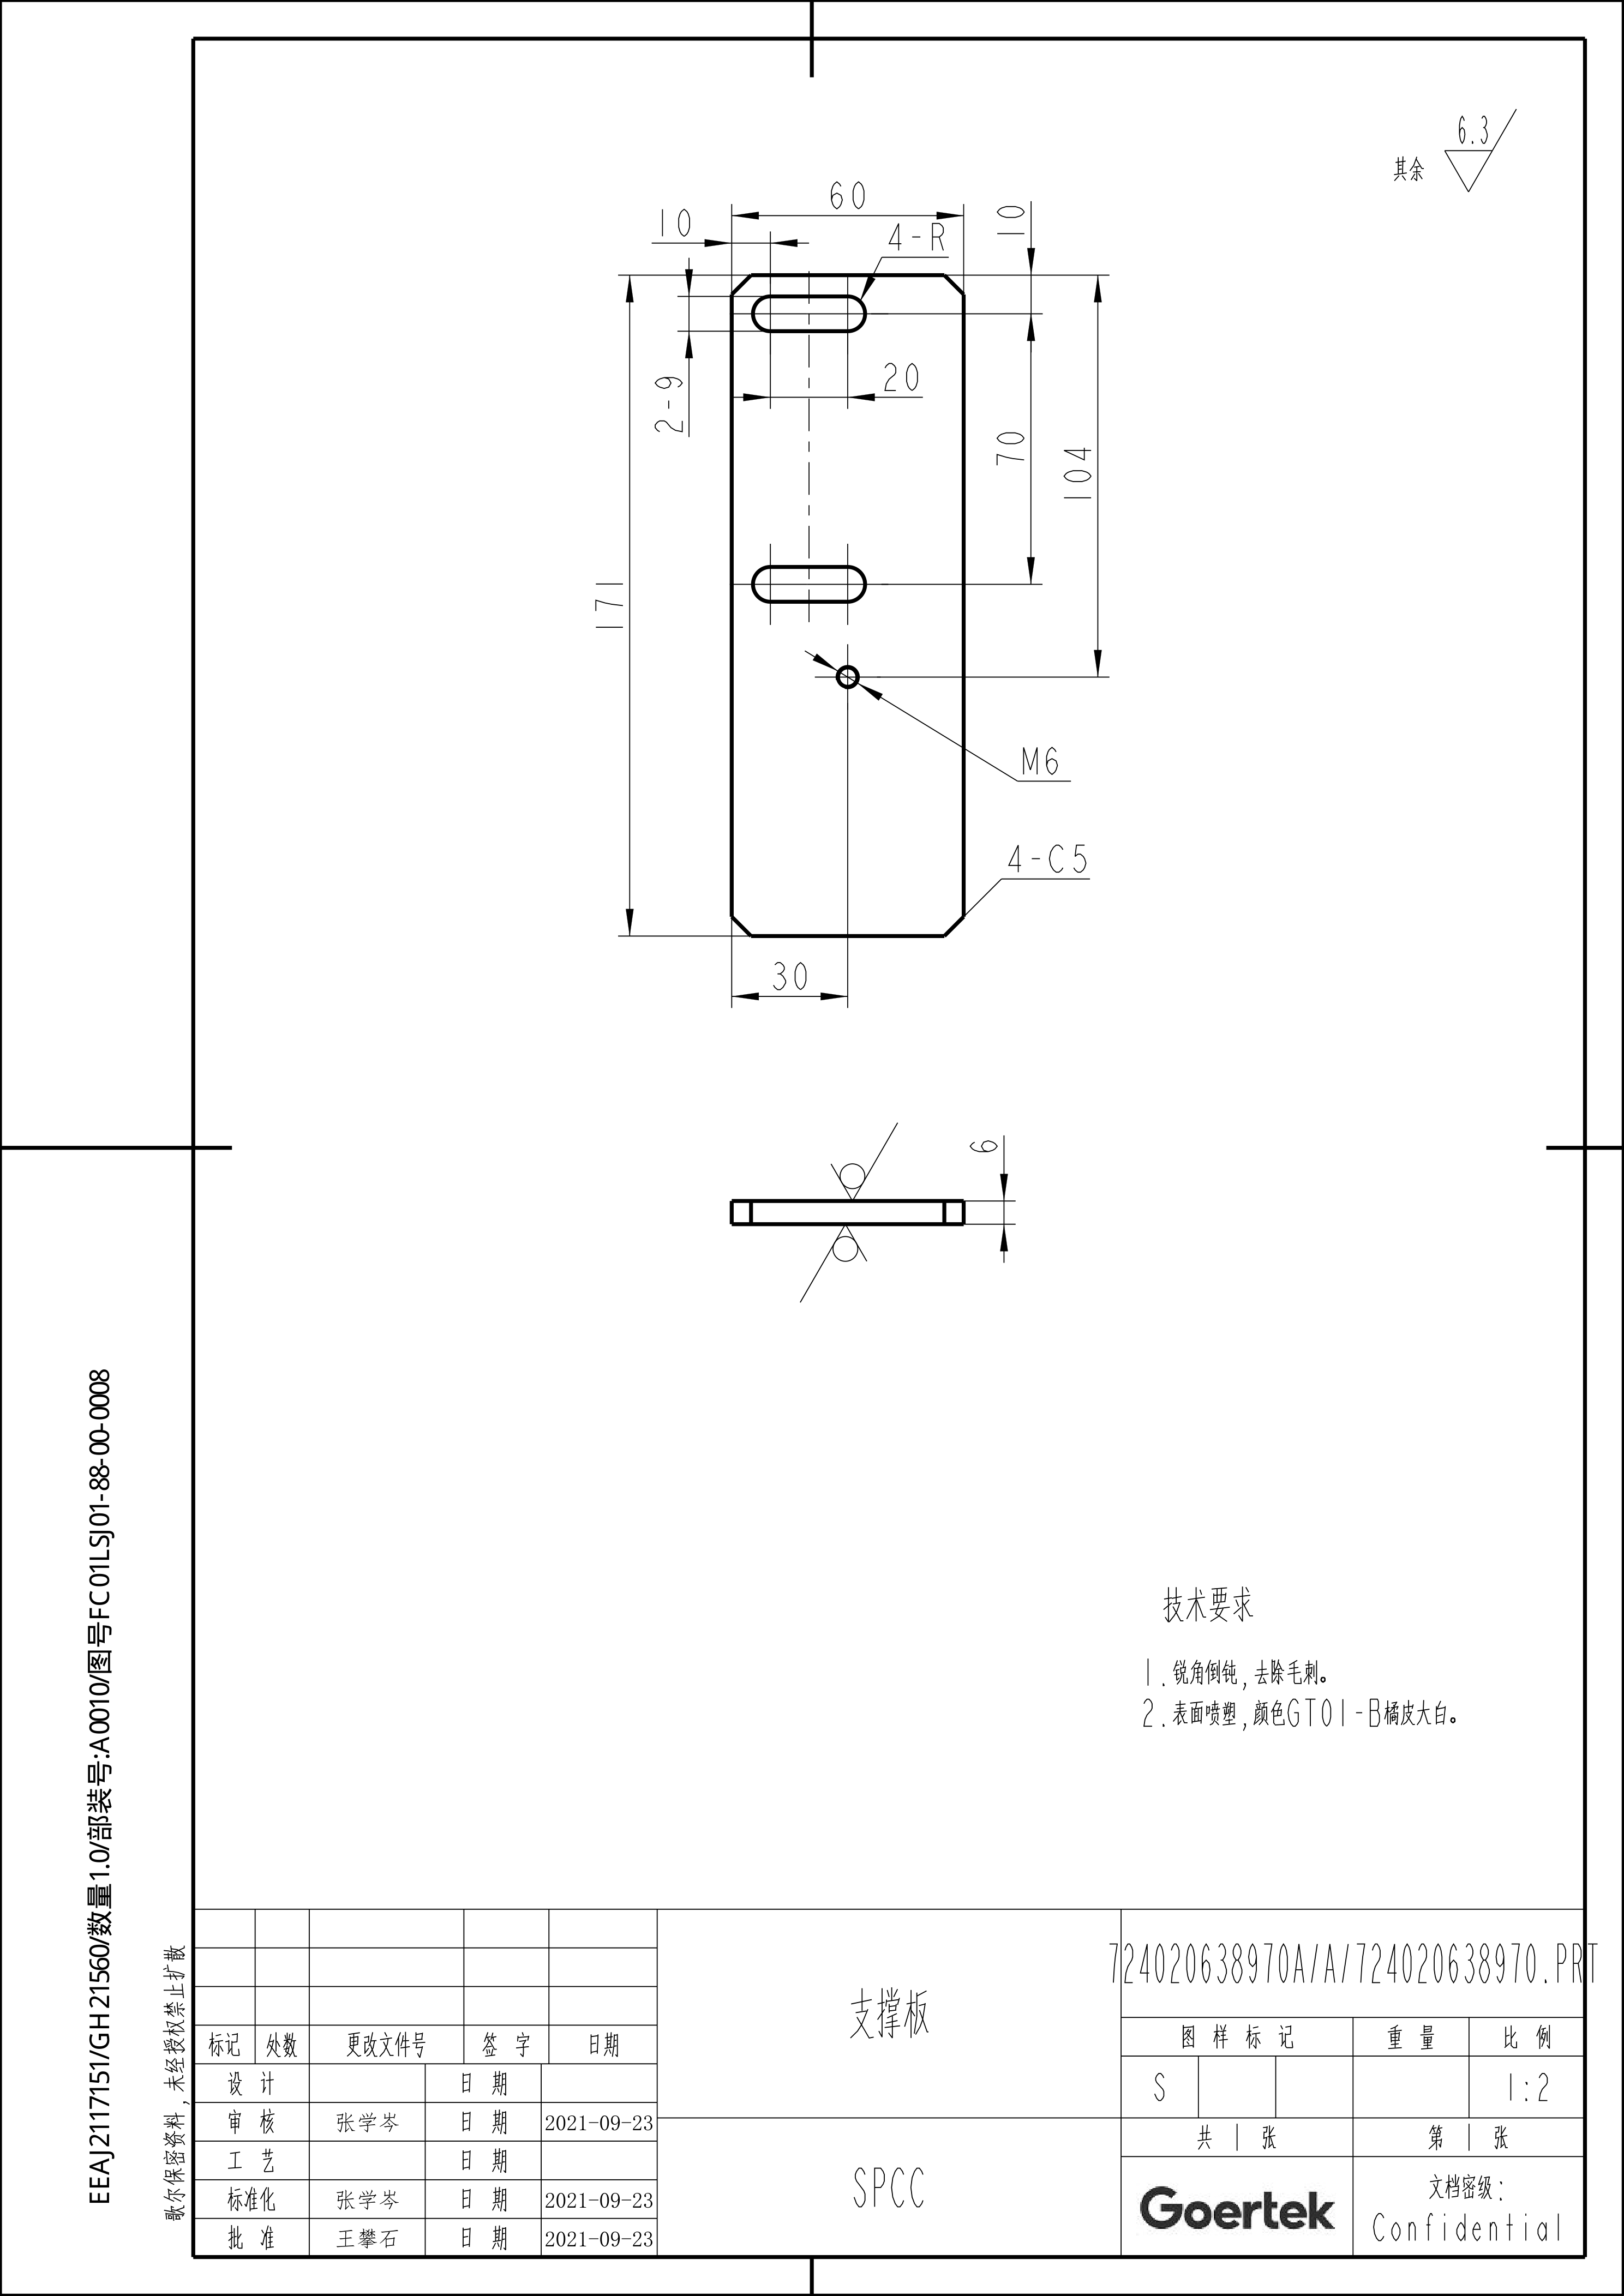 其余 6.3
60
10
10
4-R
2-9
20
70
104
171
M6
4-C5
30
6
技术要求
1.锐角倒钝,去除毛刺。
2.表面喷塑,颜色GT01-B橘皮大白。
EEAJ2117151/GH21560/数量1.0/部装号:A0010/图号FC01LSJ01-88-00-0008
歌尔保密资料,未经授权禁止扩散
标记 处数 更改文件号 签 字 日期
设 计 日 期
审 核 张学岑 日 期 2021-09-23
工 艺 日 期
标准化 张学岑 日 期 2021-09-23
批 准 王攀石 日 期 2021-09-23
支撑板
SPCC
724020638970A/A/724020638970.PRT
图 样 标 记 重 量 比 例
S 1:2
共 1 张 第 1 张
Goertek
文档密级:
Confidential